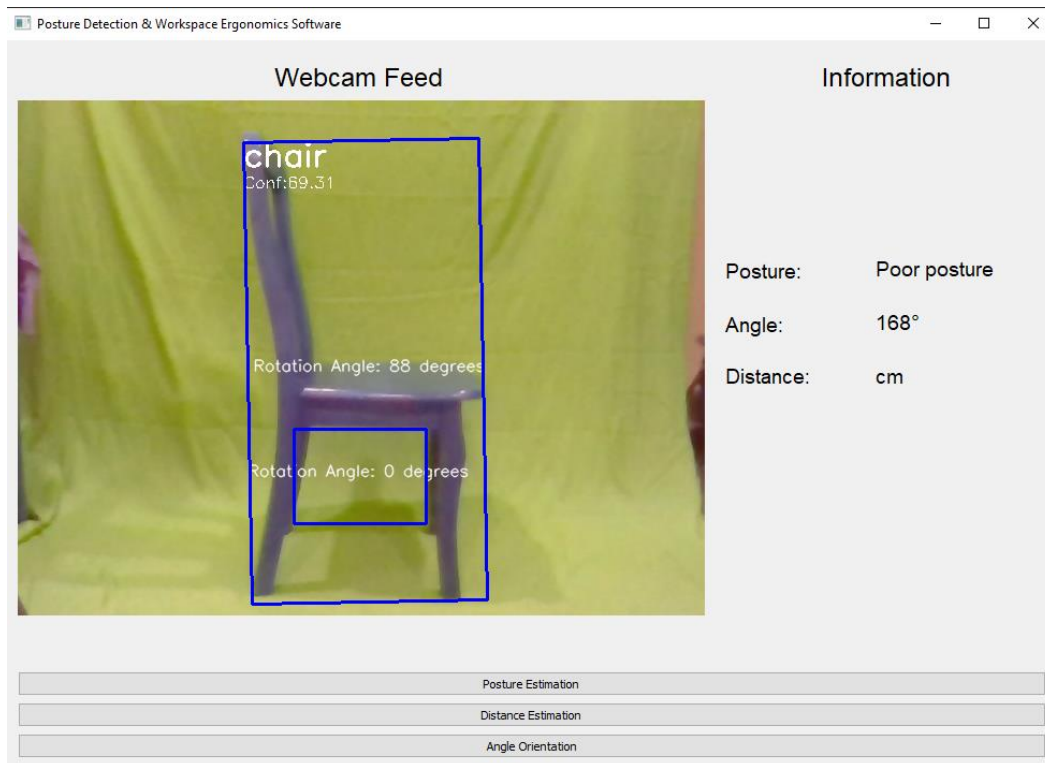 Posture Detection & Workspace Ergonomics Software
Webcam Feed
Information
chair
Conf:69.31
Rotation Angle: 88 degrees
Rotation Angle: 0 degrees
Posture: Poor posture
Angle: 168°
Distance: cm
Posture Estimation
Distance Estimation
Angle Orientation